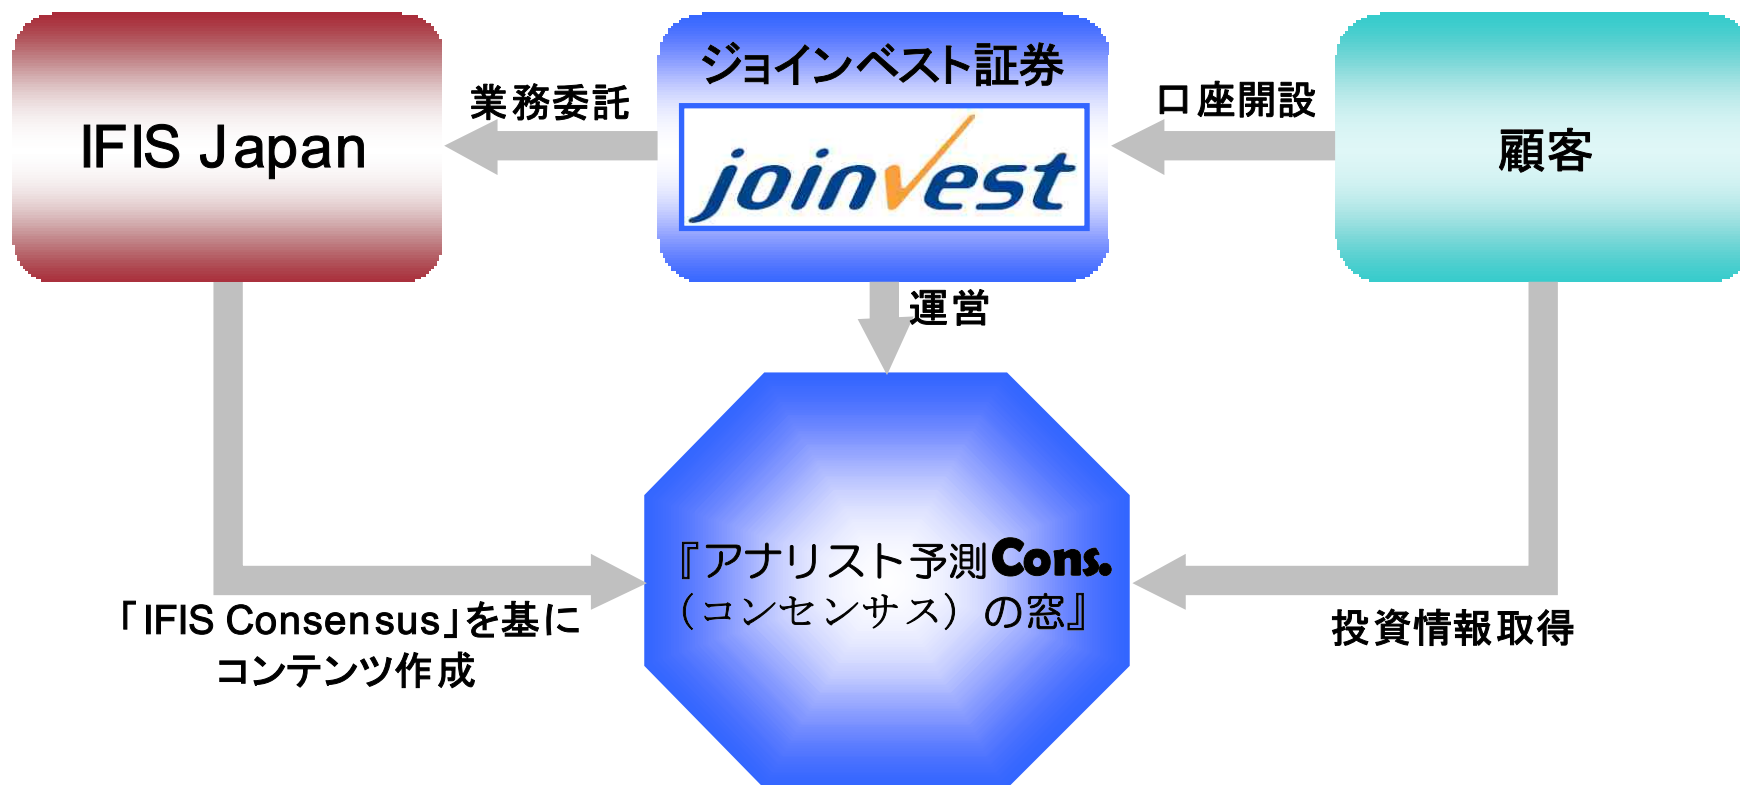 ジョインベスト証券
業務委託
口座開設
IFIS Japan
joinvest
顧客
運営
『アナリスト予測Cons.
（コンセンサス）の窓』
「IFIS Consensus」を基に
コンテンツ作成
投資情報取得